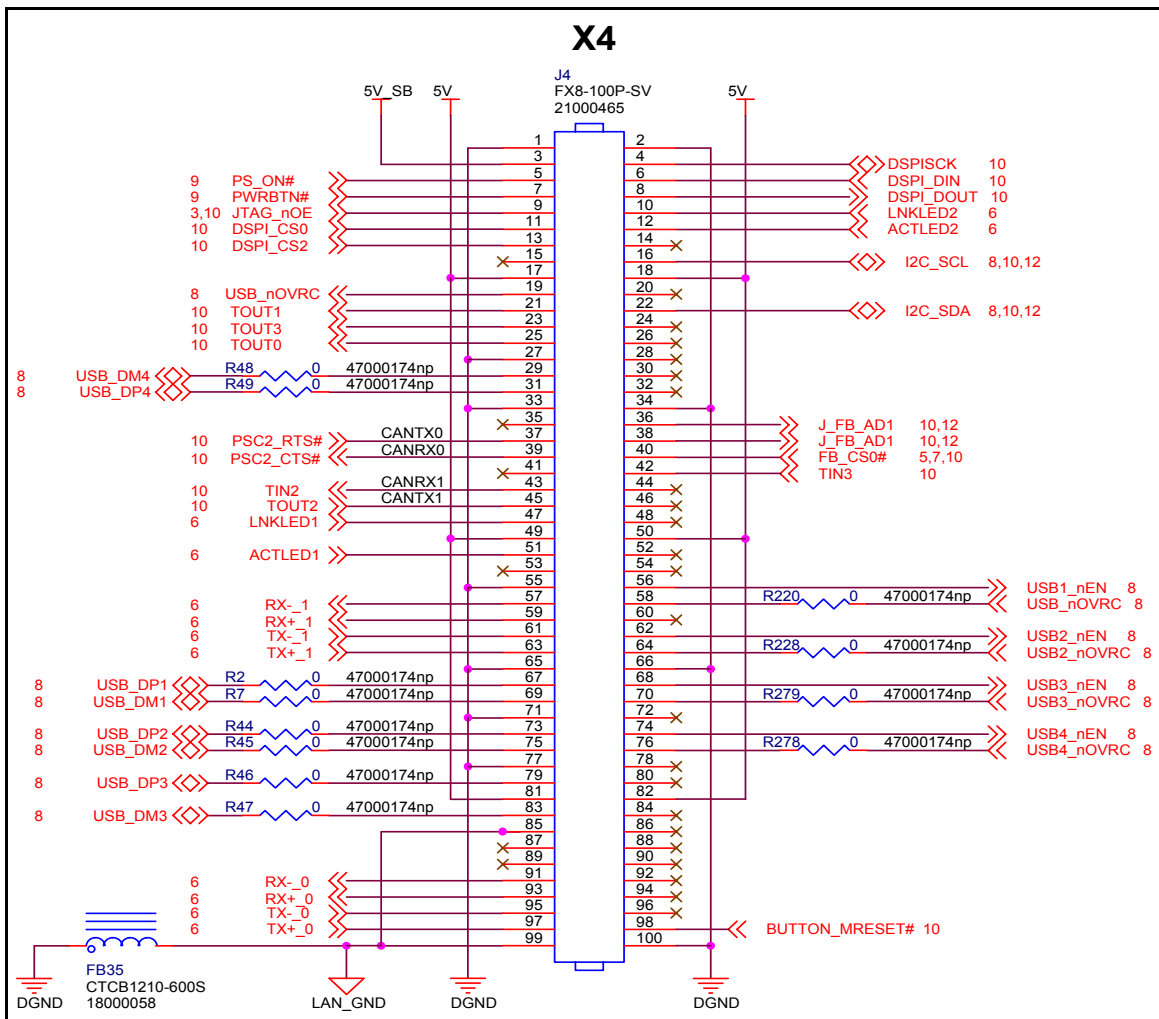 X4
J4
FX8-100P-SV
21000465
5V_SB 5V 5V
1 2
3 4 DSPISCK 10
9 PS_ON# 5 6 DSPI_DIN 10
9 PWRBTN# 7 8 DSPI_DOUT 10
3,10 JTAG_nOE 9 10 LNKLED2 6
10 DSPI_CS0 11 12 ACTLED2 6
10 DSPI_CS2 13 14
15 16 I2C_SCL 8,10,12
17 18
8 USB_nOVRC 19 20
10 TOUT1 21 22 I2C_SDA 8,10,12
10 TOUT3 23 24
10 TOUT0 25 26
27 28
8 USB_DM4 R48 0 47000174np 29 30
8 USB_DP4 R49 0 47000174np 31 32
33 34
35 36 J_FB_AD1 10,12
10 PSC2_RTS# CANTX0 37 38 J_FB_AD1 10,12
10 PSC2_CTS# CANRX0 39 40 FB_CS0# 5,7,10
41 42 TIN3 10
10 TIN2 CANRX1 43 44
10 TOUT2 CANTX1 45 46
6 LNKLED1 47 48
49 50
6 ACTLED1 51 52
53 54
55 56 USB1_nEN 8
6 RX-_1 57 58 R220 0 47000174np USB_nOVRC 8
6 RX+_1 59 60
6 TX-_1 61 62 USB2_nEN 8
6 TX+_1 63 64 R228 0 47000174np USB2_nOVRC 8
65 66
8 USB_DP1 R2 0 47000174np 67 68 USB3_nEN 8
8 USB_DM1 R7 0 47000174np 69 70 R279 0 47000174np USB3_nOVRC 8
71 72
8 USB_DP2 R44 0 47000174np 73 74 USB4_nEN 8
8 USB_DM2 R45 0 47000174np 75 76 R278 0 47000174np USB4_nOVRC 8
77 78
8 USB_DP3 R46 0 47000174np 79 80
81 82
8 USB_DM3 R47 0 47000174np 83 84
85 86
87 88
89 90
6 RX-_0 91 92
6 RX+_0 93 94
6 TX-_0 95 96
6 TX+_0 97 98 BUTTON_MRESET# 10
99 100
FB35
CTCB1210-600S
18000058
DGND LAN_GND DGND DGND